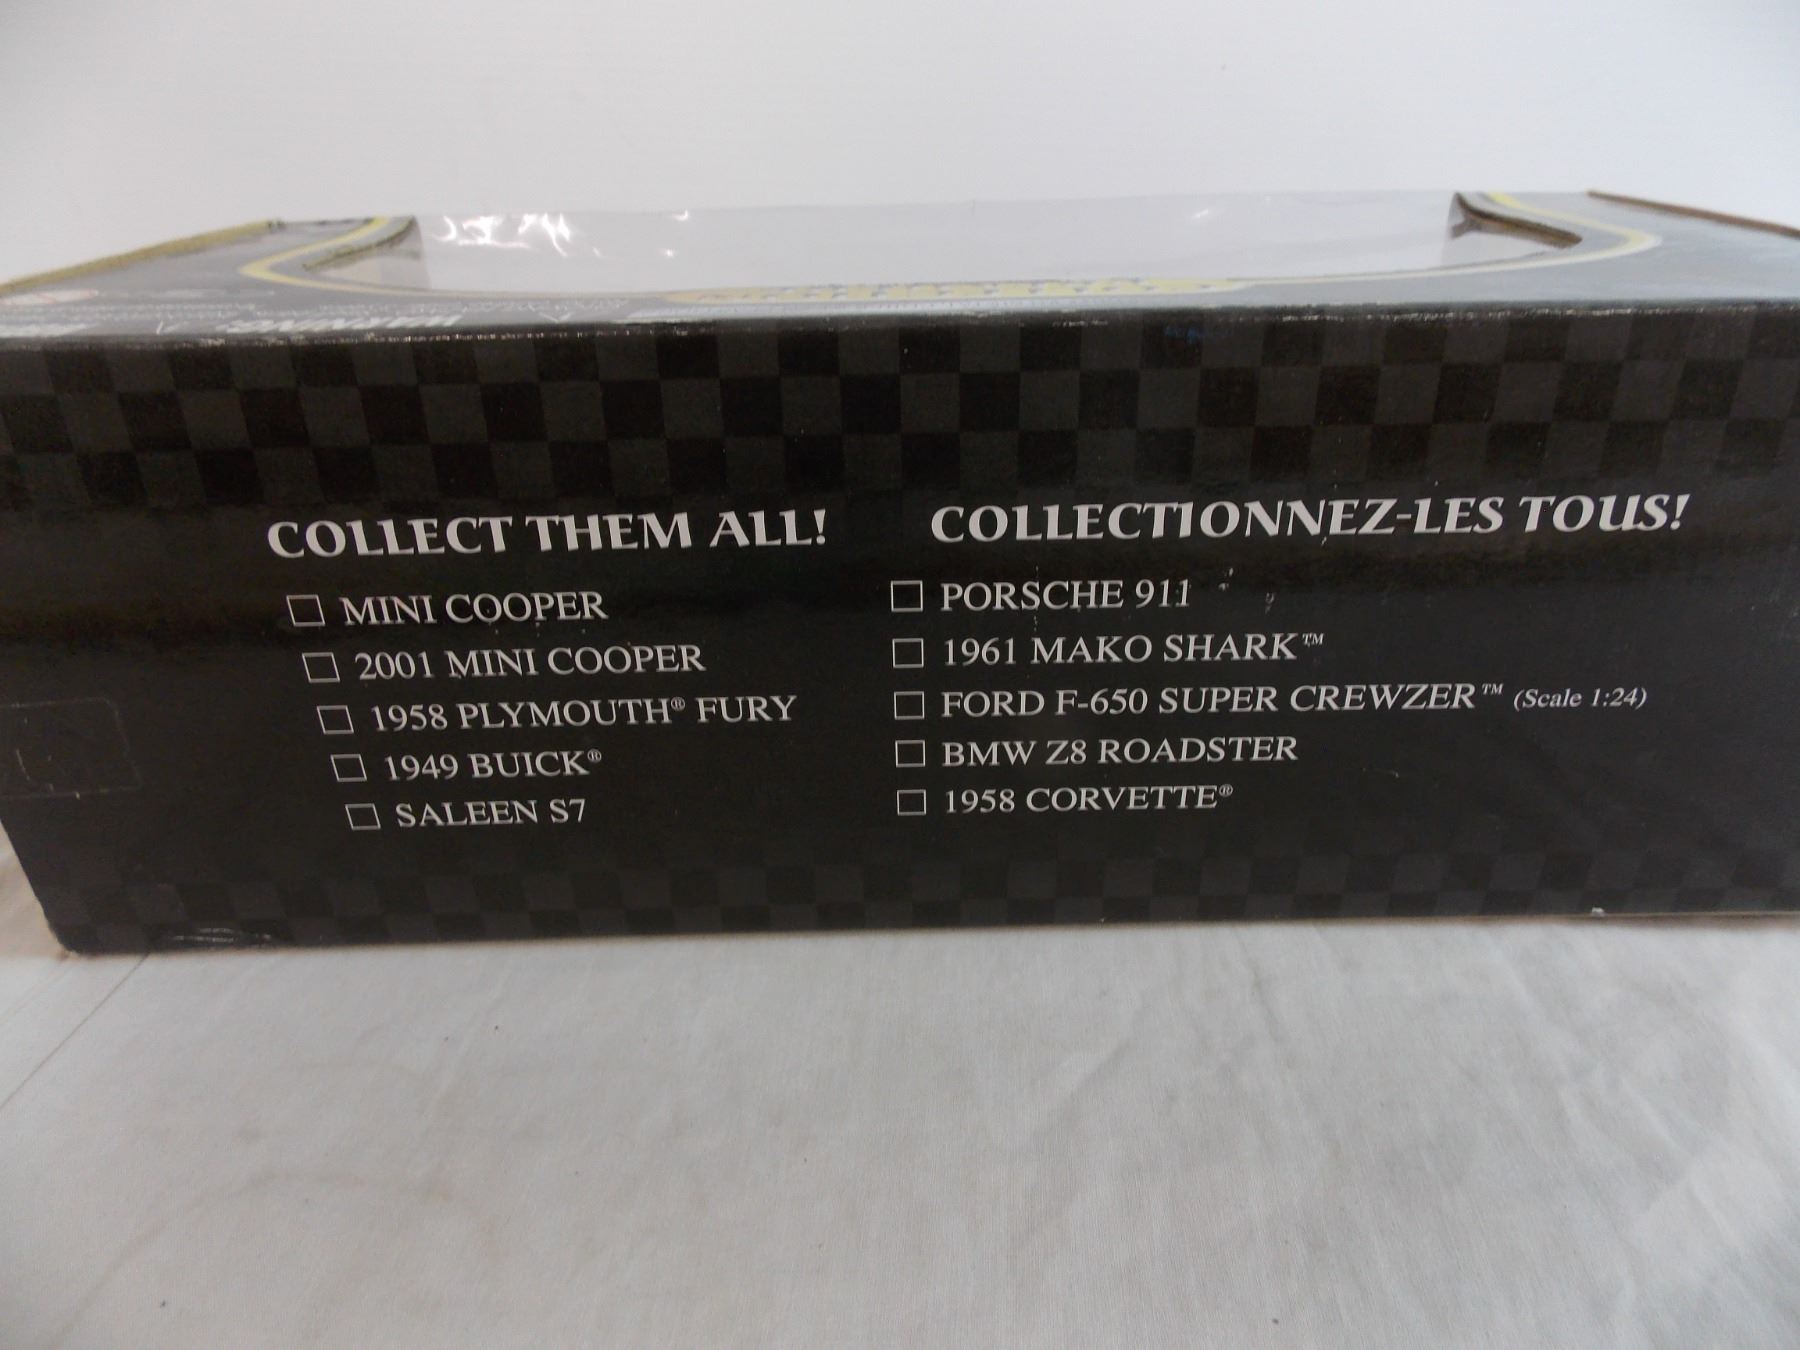 WARNING:
COLLECT THEM ALL!
MINI COOPER
2001 MINI COOPER
1958 PLYMOUTH® FURY
1949 BUICK®
SALEEN S7
COLLECTIONNEZ-LES TOUS!
PORSCHE 911
1961 MAKO SHARK™
FORD F-650 SUPER CREWZER™ (Scale 1:24)
BMW Z8 ROADSTER
1958 CORVETTE®